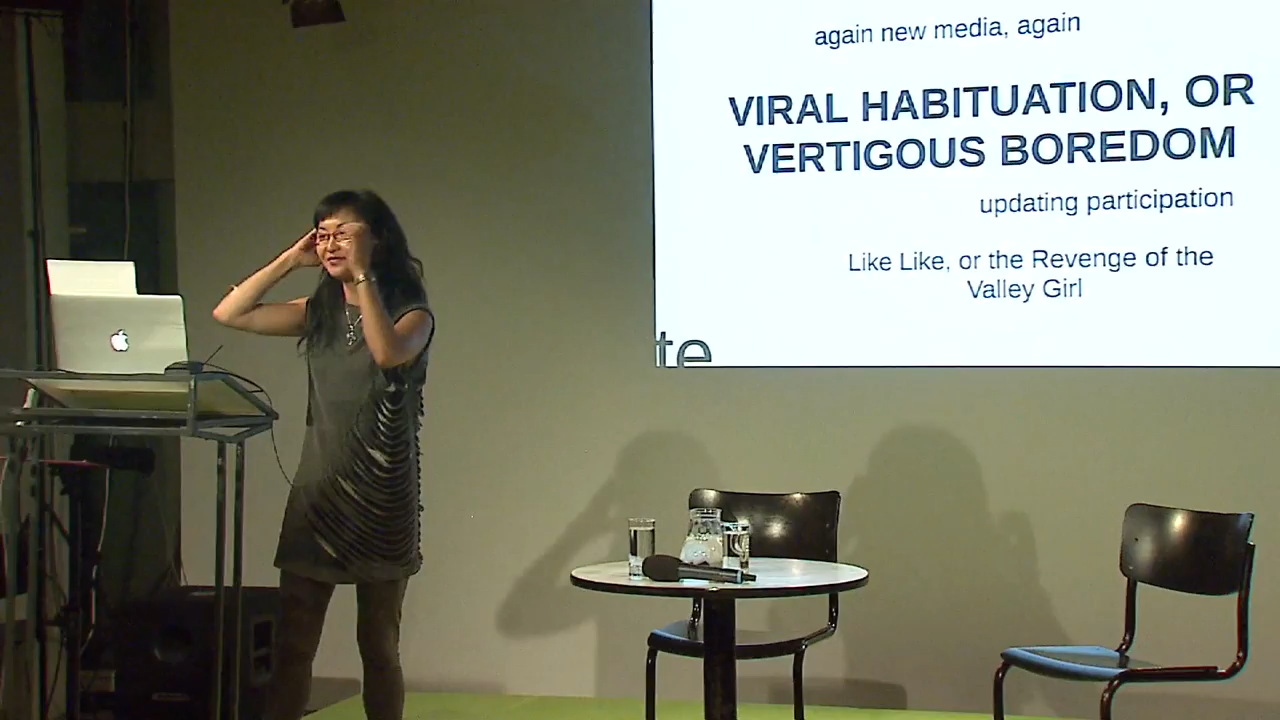 again new media, again
VIRAL HABITUATION, OR
VERTIGOUS BOREDOM
updating participation
Like Like, or the Revenge of the
Valley Girl
te